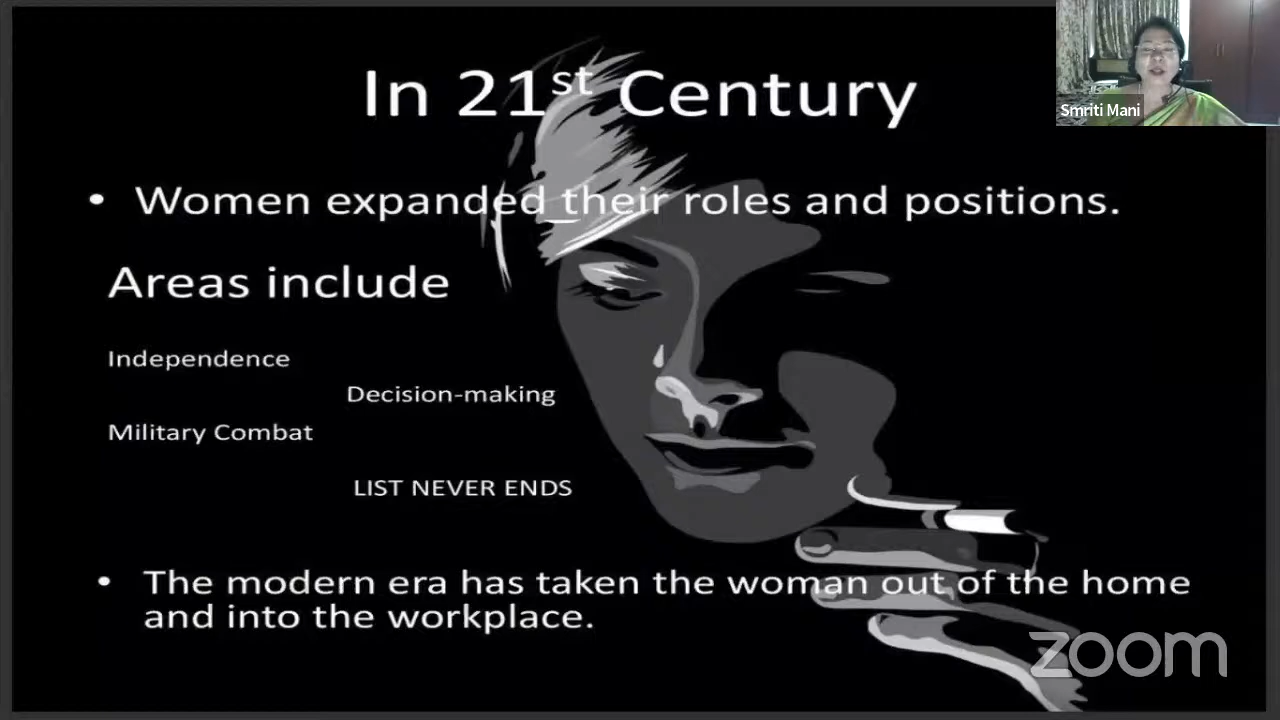 In 21st Century
Smriti Mani
• Women expanded their roles and positions.
Areas include
Independence
Decision-making
Military Combat
LIST NEVER ENDS
• The modern era has taken the woman out of the home
and into the workplace.
zoom